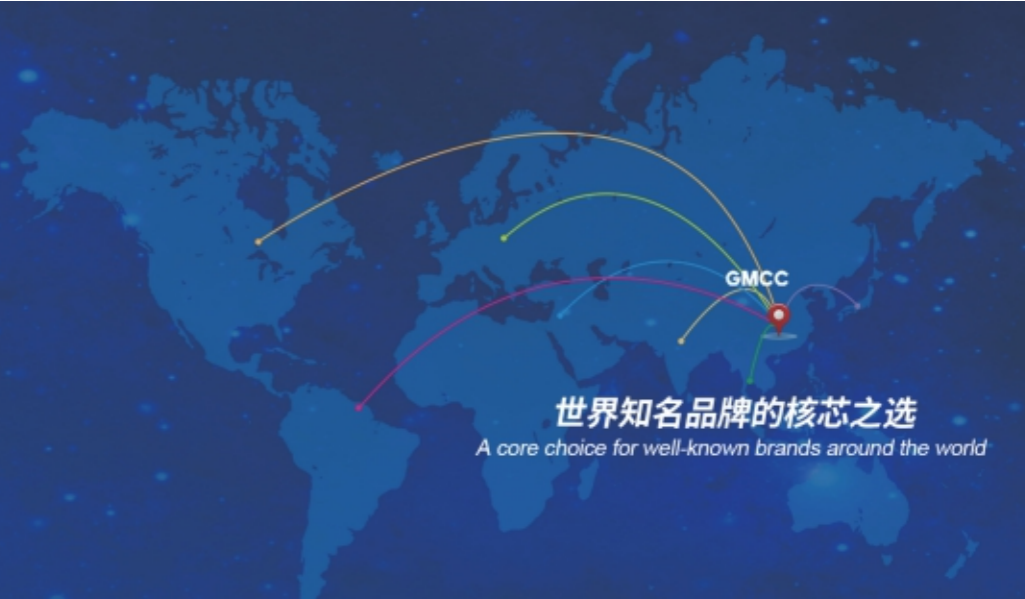 GMCC
世界知名品牌的核芯之选
A core choice for well-known brands around the world